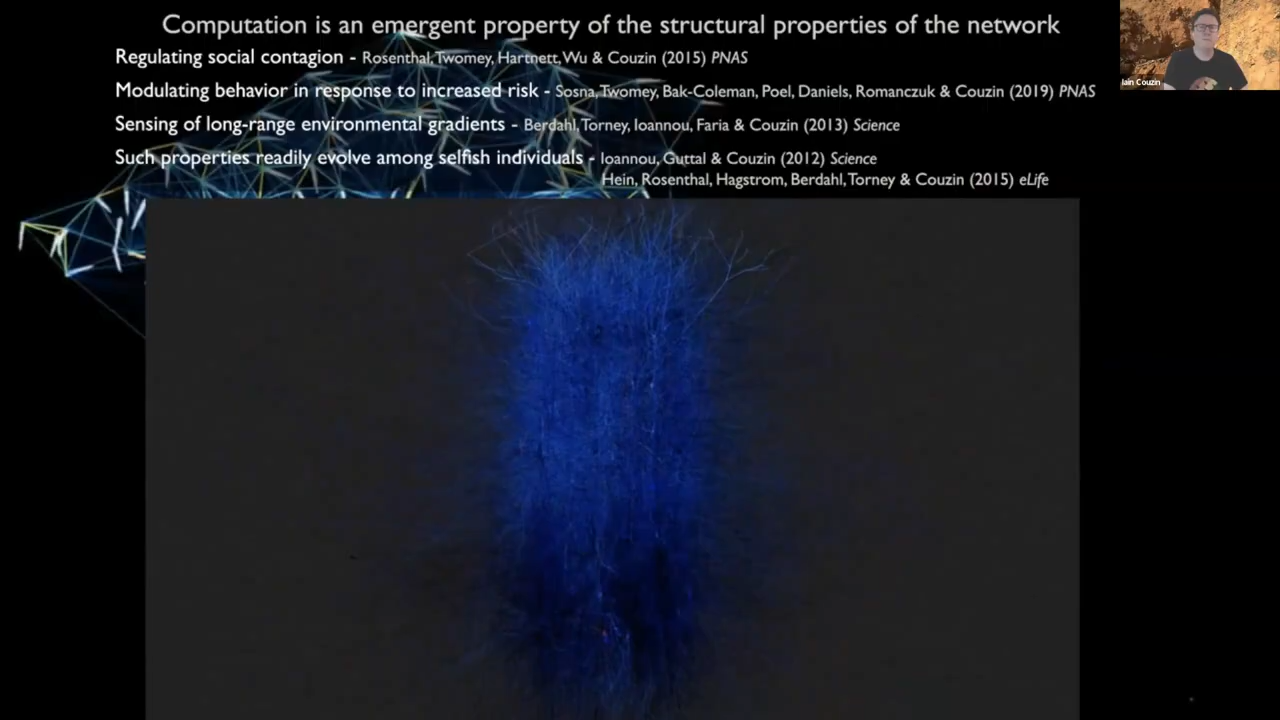 Computation is an emergent property of the structural properties of the network
Regulating social contagion - Rosenthal, Twomey, Hartnett, Wu & Couzin (2015) PNAS
Modulating behavior in response to increased risk - Sosna, Twomey, Bak-Coleman, Poel, Daniels, Romanczuk & Couzin (2019) PNAS
Sensing of long-range environmental gradients - Berdahl, Torney, Ioannou, Faria & Couzin (2013) Science
Such properties readily evolve among selfish individuals - Ioannou, Guttal & Couzin (2012) Science
Hein, Rosenthal, Hagstrom, Berdahl, Torney & Couzin (2015) eLife
Iain Couzin